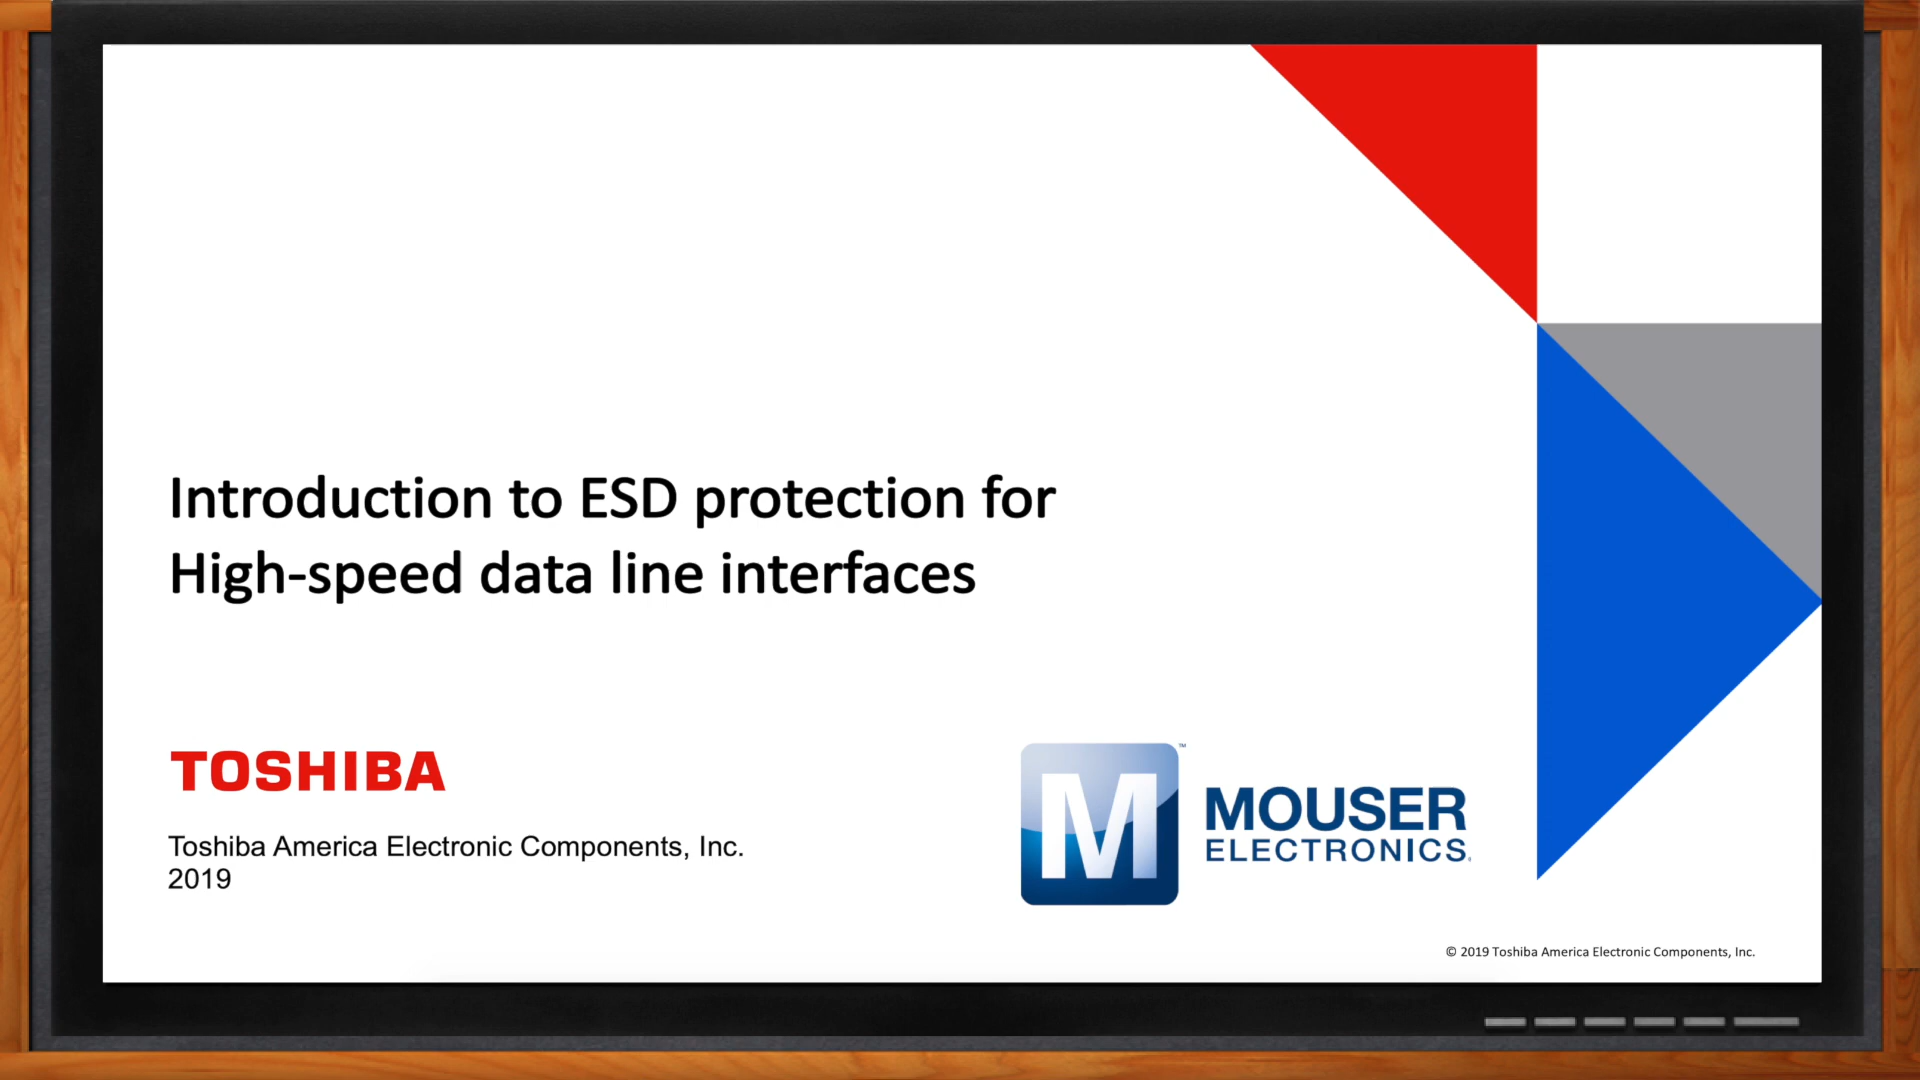 Introduction to ESD protection for
High-speed data line interfaces
TOSHIBA
Toshiba America Electronic Components, Inc.
2019
M™
MOUSER
ELECTRONICS
© 2019 Toshiba America Electronic Components, Inc.